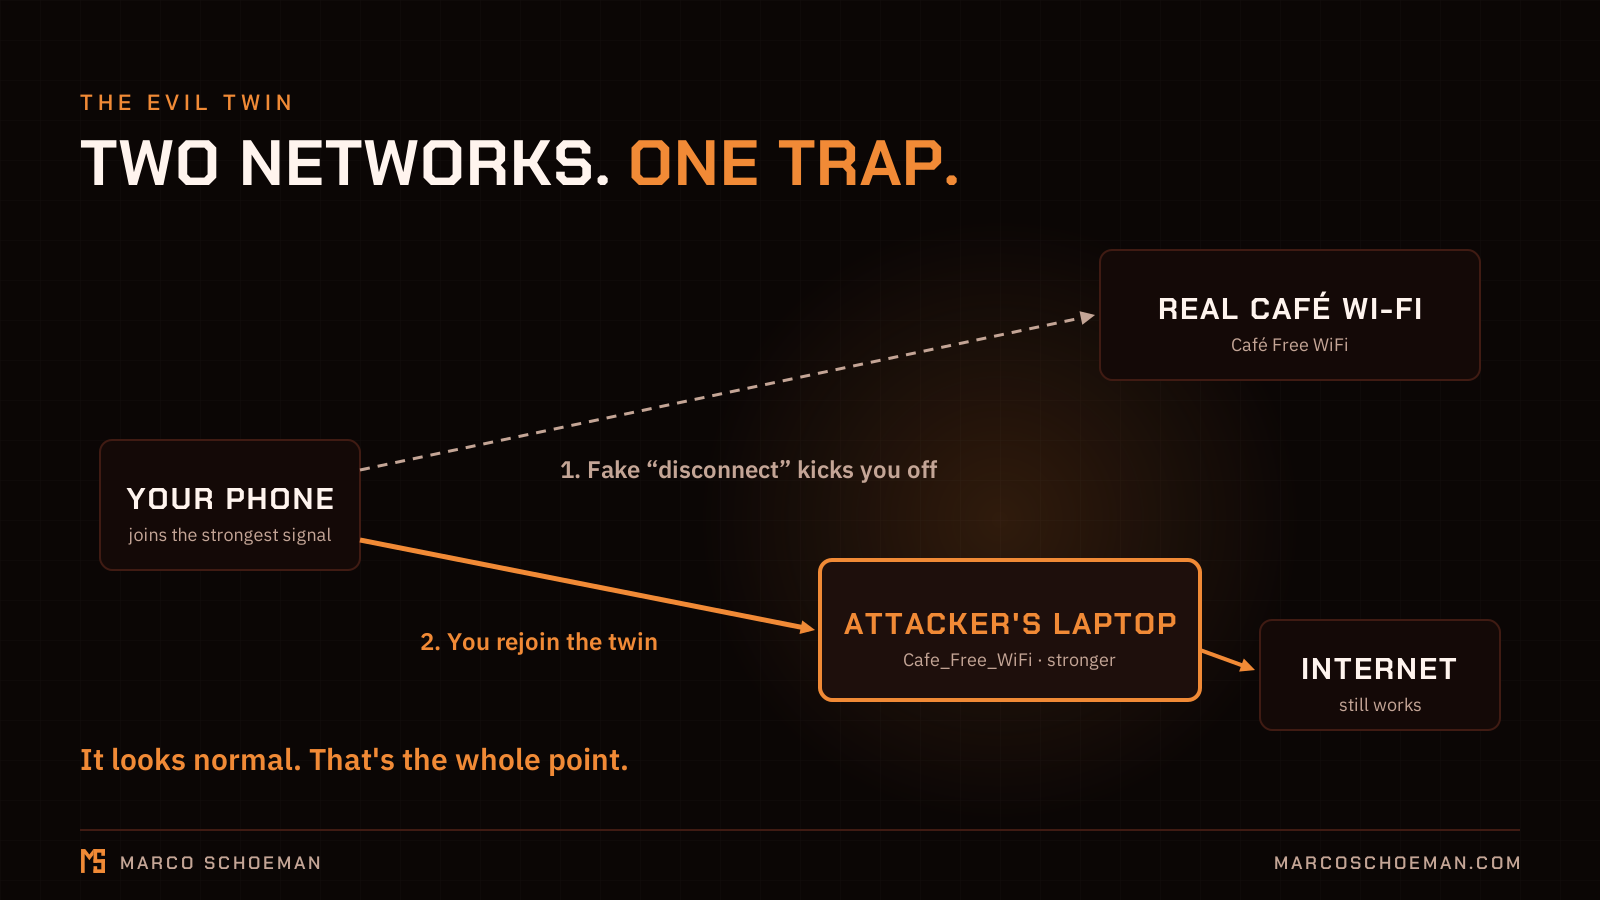 THE EVIL TWIN
TWO NETWORKS. ONE TRAP.
REAL CAFÉ WI-FI
Café Free WiFi
1. Fake “disconnect” kicks you off
YOUR PHONE
joins the strongest signal
ATTACKER'S LAPTOP
Cafe_Free_WiFi · stronger
2. You rejoin the twin
INTERNET
still works
It looks normal. That's the whole point.
MS MARCO SCHOEMAN
MARCOSCHOEMAN.COM